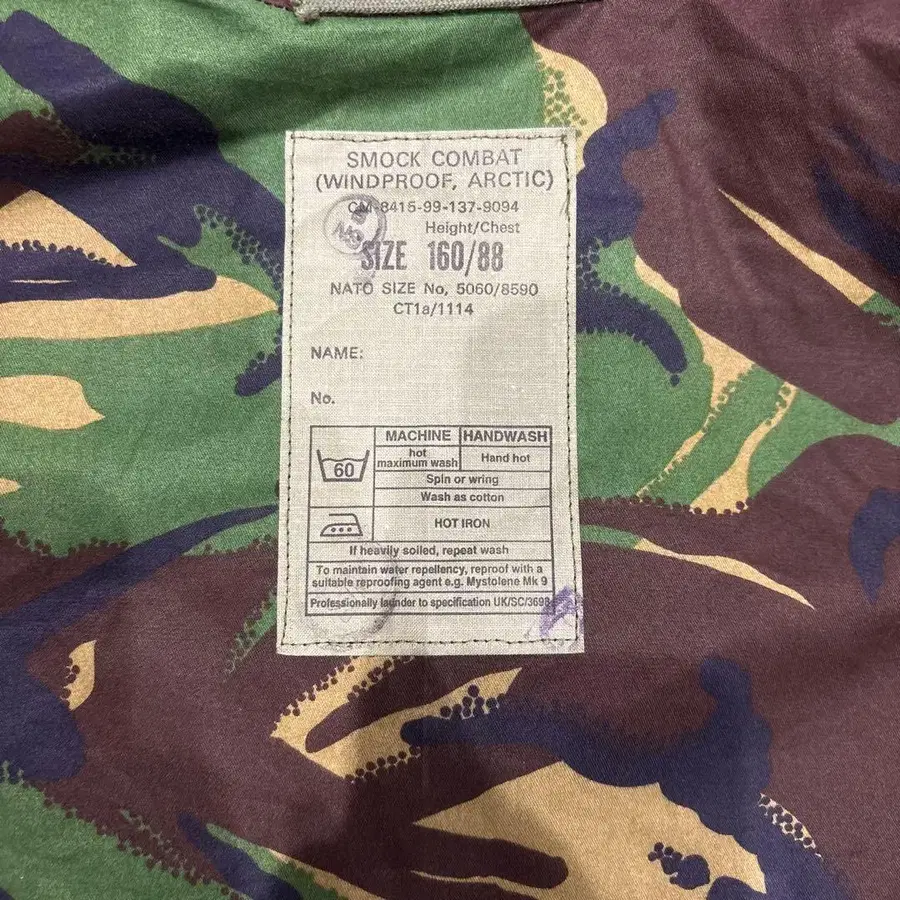 SMOCK COMBAT
(WINDPROOF, ARCTIC)
CM-8415-99-137-9094
Height/Chest
SIZE 160/88
NATO SIZE No, 5060/8590
CT1a/1114
NAME:
No.
MACHINE HANDWASH
60
hot maximum wash Hand hot
Spin or wring
Wash as cotton
HOT IRON
If heavily soiled, repeat wash
To maintain water repellency, reproof with a
suitable reproofing agent e.g. Mystolene Mk 9
Professionally launder to specification UK/SC/3698